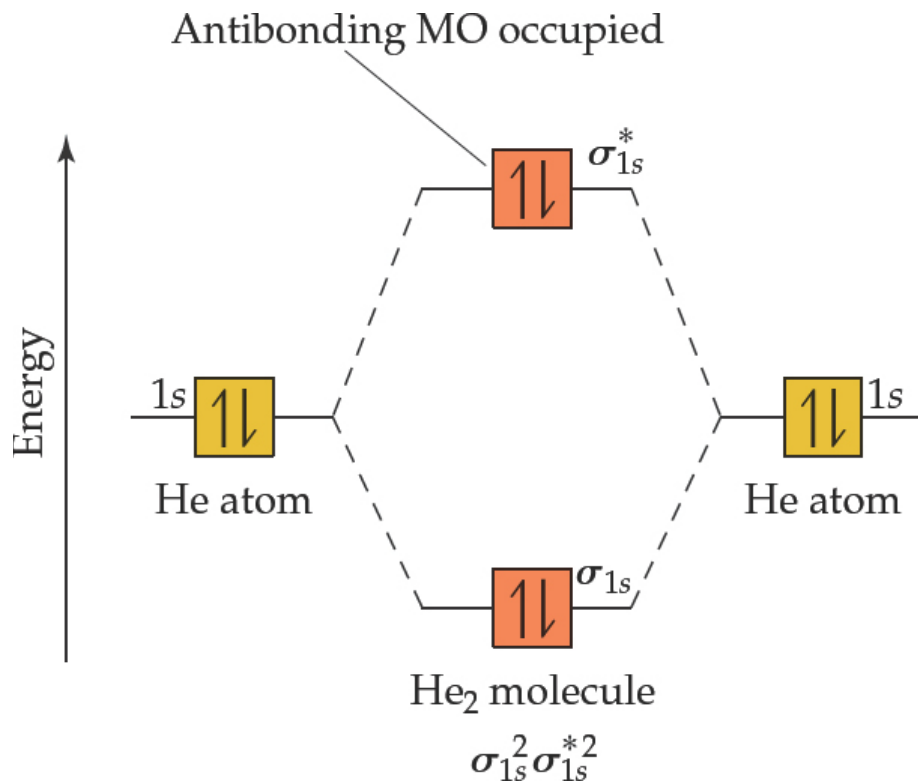 Antibonding MO occupied
σ*₁ₛ
Energy
1s
1s
He atom
He atom
σ₁ₛ
He₂ molecule
σ₁ₛ²σ*₁ₛ²